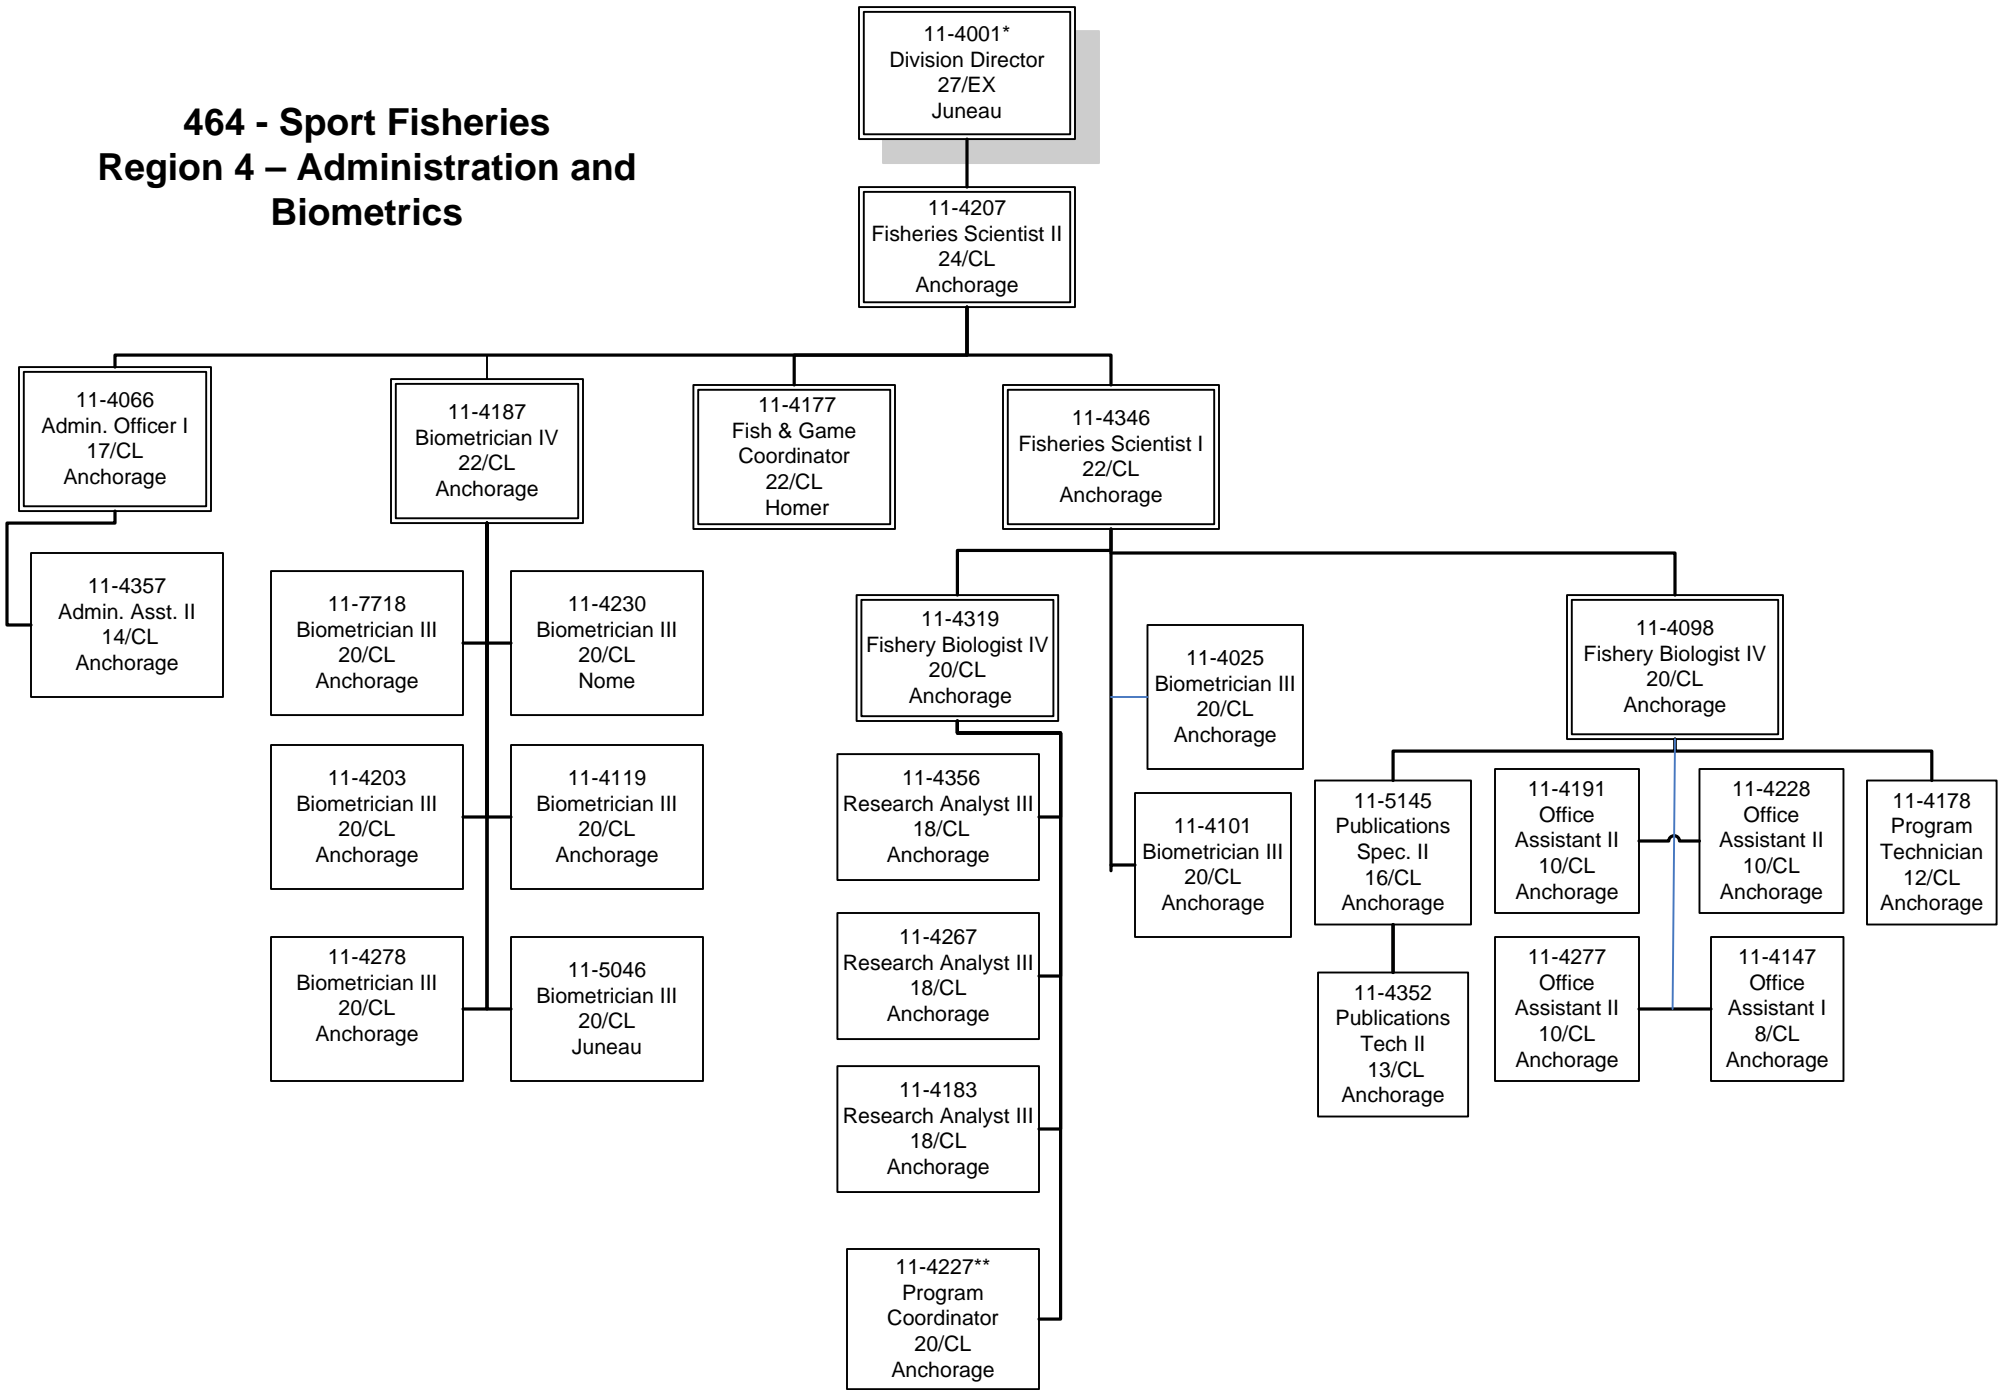 464 - Sport Fisheries
Region 4 – Administration and
Biometrics
11-4001*
Division Director
27/EX
Juneau
11-4207
Fisheries Scientist II
24/CL
Anchorage
11-4066
Admin. Officer I
17/CL
Anchorage
11-4187
Biometrician IV
22/CL
Anchorage
11-4177
Fish & Game
Coordinator
22/CL
Homer
11-4346
Fisheries Scientist I
22/CL
Anchorage
11-4357
Admin. Asst. II
14/CL
Anchorage
11-7718
Biometrician III
20/CL
Anchorage
11-4230
Biometrician III
20/CL
Nome
11-4203
Biometrician III
20/CL
Anchorage
11-4119
Biometrician III
20/CL
Anchorage
11-4278
Biometrician III
20/CL
Anchorage
11-5046
Biometrician III
20/CL
Juneau
11-4319
Fishery Biologist IV
20/CL
Anchorage
11-4356
Research Analyst III
18/CL
Anchorage
11-4267
Research Analyst III
18/CL
Anchorage
11-4183
Research Analyst III
18/CL
Anchorage
11-4227**
Program
Coordinator
20/CL
Anchorage
11-4025
Biometrician III
20/CL
Anchorage
11-4101
Biometrician III
20/CL
Anchorage
11-4098
Fishery Biologist IV
20/CL
Anchorage
11-5145
Publications
Spec. II
16/CL
Anchorage
11-4352
Publications
Tech II
13/CL
Anchorage
11-4191
Office
Assistant II
10/CL
Anchorage
11-4228
Office
Assistant II
10/CL
Anchorage
11-4178
Program
Technician
12/CL
Anchorage
11-4277
Office
Assistant II
10/CL
Anchorage
11-4147
Office
Assistant I
8/CL
Anchorage